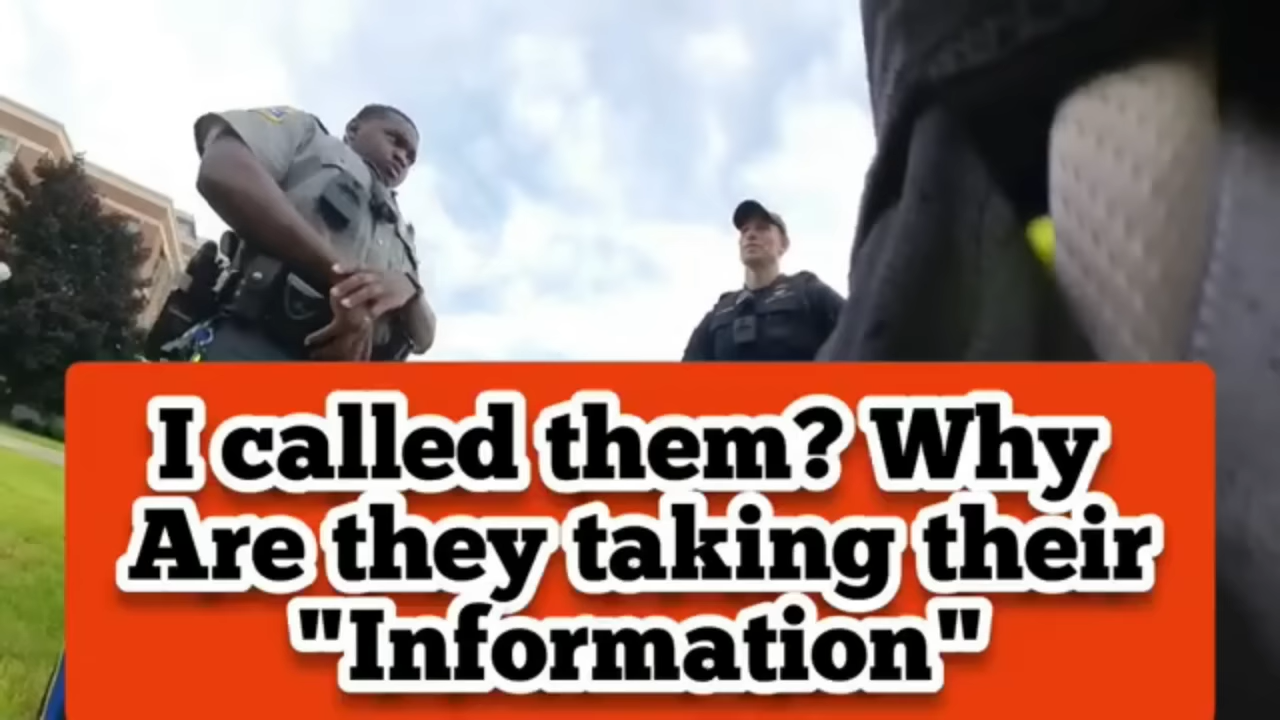 I called them? Why
Are they taking their
"Information"